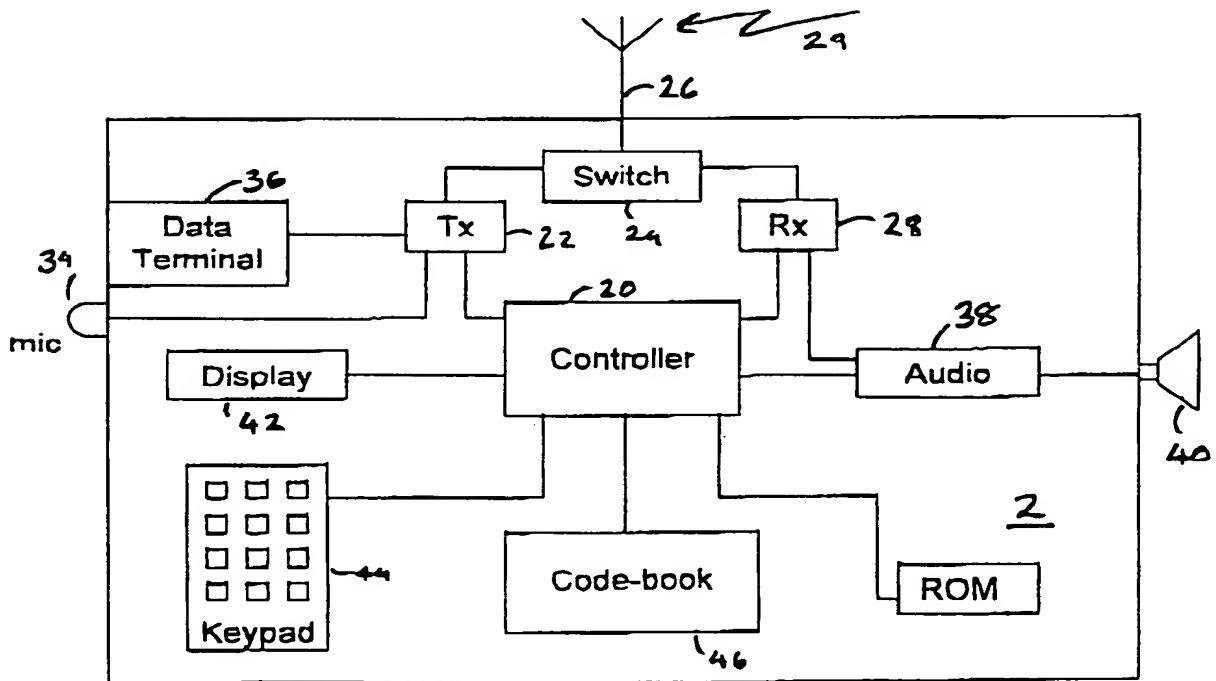 29
26
Switch
24
36
Data
Terminal
Tx
22
Rx
28
34
mic
20
Controller
38
Audio
40
Display
42
Keypad
44
Code-book
46
2
ROM